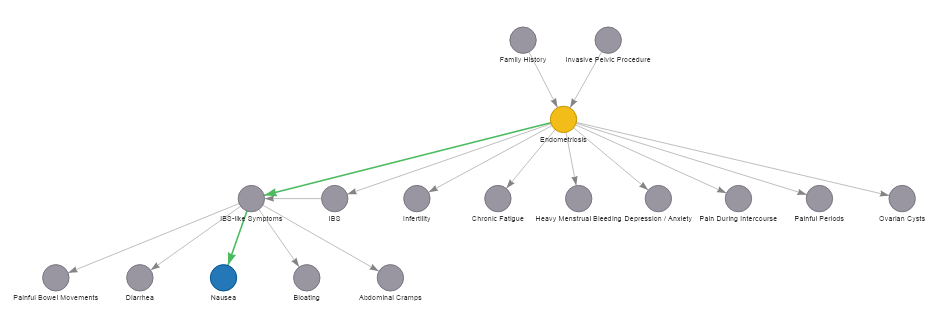 Family History
Invasive Pelvic Procedure
Endometriosis
IBS-like Symptoms
IBS
Infertility
Chronic Fatigue
Heavy Menstrual Bleeding
Depression / Anxiety
Pain During Intercourse
Painful Periods
Ovarian Cysts
Painful Bowel Movements
Diarrhea
Nausea
Bloating
Abdominal Cramps